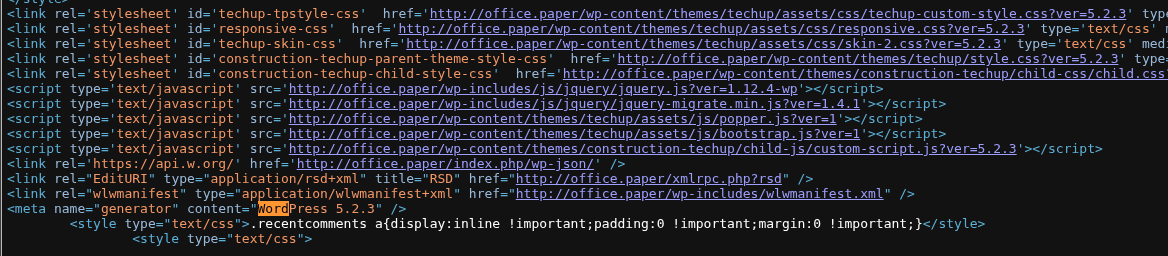 </style>
<link rel='stylesheet' id='techup-tpstyle-css'  href='http://office.paper/wp-content/themes/techup/assets/css/techup-custom-style.css?ver=5.2.3' type
<link rel='stylesheet' id='responsive-css'  href='http://office.paper/wp-content/themes/techup/assets/css/responsive.css?ver=5.2.3' type='text/css'
<link rel='stylesheet' id='techup-skin-css'  href='http://office.paper/wp-content/themes/techup/assets/css/skin-2.css?ver=5.2.3' type='text/css' medi
<link rel='stylesheet' id='construction-techup-parent-theme-style-css'  href='http://office.paper/wp-content/themes/techup/style.css?ver=5.2.3' type=
<link rel='stylesheet' id='construction-techup-child-style-css'  href='http://office.paper/wp-content/themes/construction-techup/child-css/child.css
<script type='text/javascript' src='http://office.paper/wp-includes/js/jquery/jquery.js?ver=1.12.4-wp'></script>
<script type='text/javascript' src='http://office.paper/wp-includes/js/jquery/jquery-migrate.min.js?ver=1.4.1'></script>
<script type='text/javascript' src='http://office.paper/wp-content/themes/techup/assets/js/popper.js?ver=1'></script>
<script type='text/javascript' src='http://office.paper/wp-content/themes/techup/assets/js/bootstrap.js?ver=1'></script>
<script type='text/javascript' src='http://office.paper/wp-content/themes/construction-techup/child-js/custom-script.js?ver=5.2.3'></script>
<link rel='https://api.w.org/' href='http://office.paper/index.php/wp-json/' />
<link rel="EditURI" type="application/rsd+xml" title="RSD" href="http://office.paper/xmlrpc.php?rsd" />
<link rel="wlwmanifest" type="application/wlwmanifest+xml" href="http://office.paper/wp-includes/wlwmanifest.xml" />
<meta name="generator" content="WordPress 5.2.3" />
<style type="text/css">.recentcomments a{display:inline !important;padding:0 !important;margin:0 !important;}</style>
<style type="text/css">